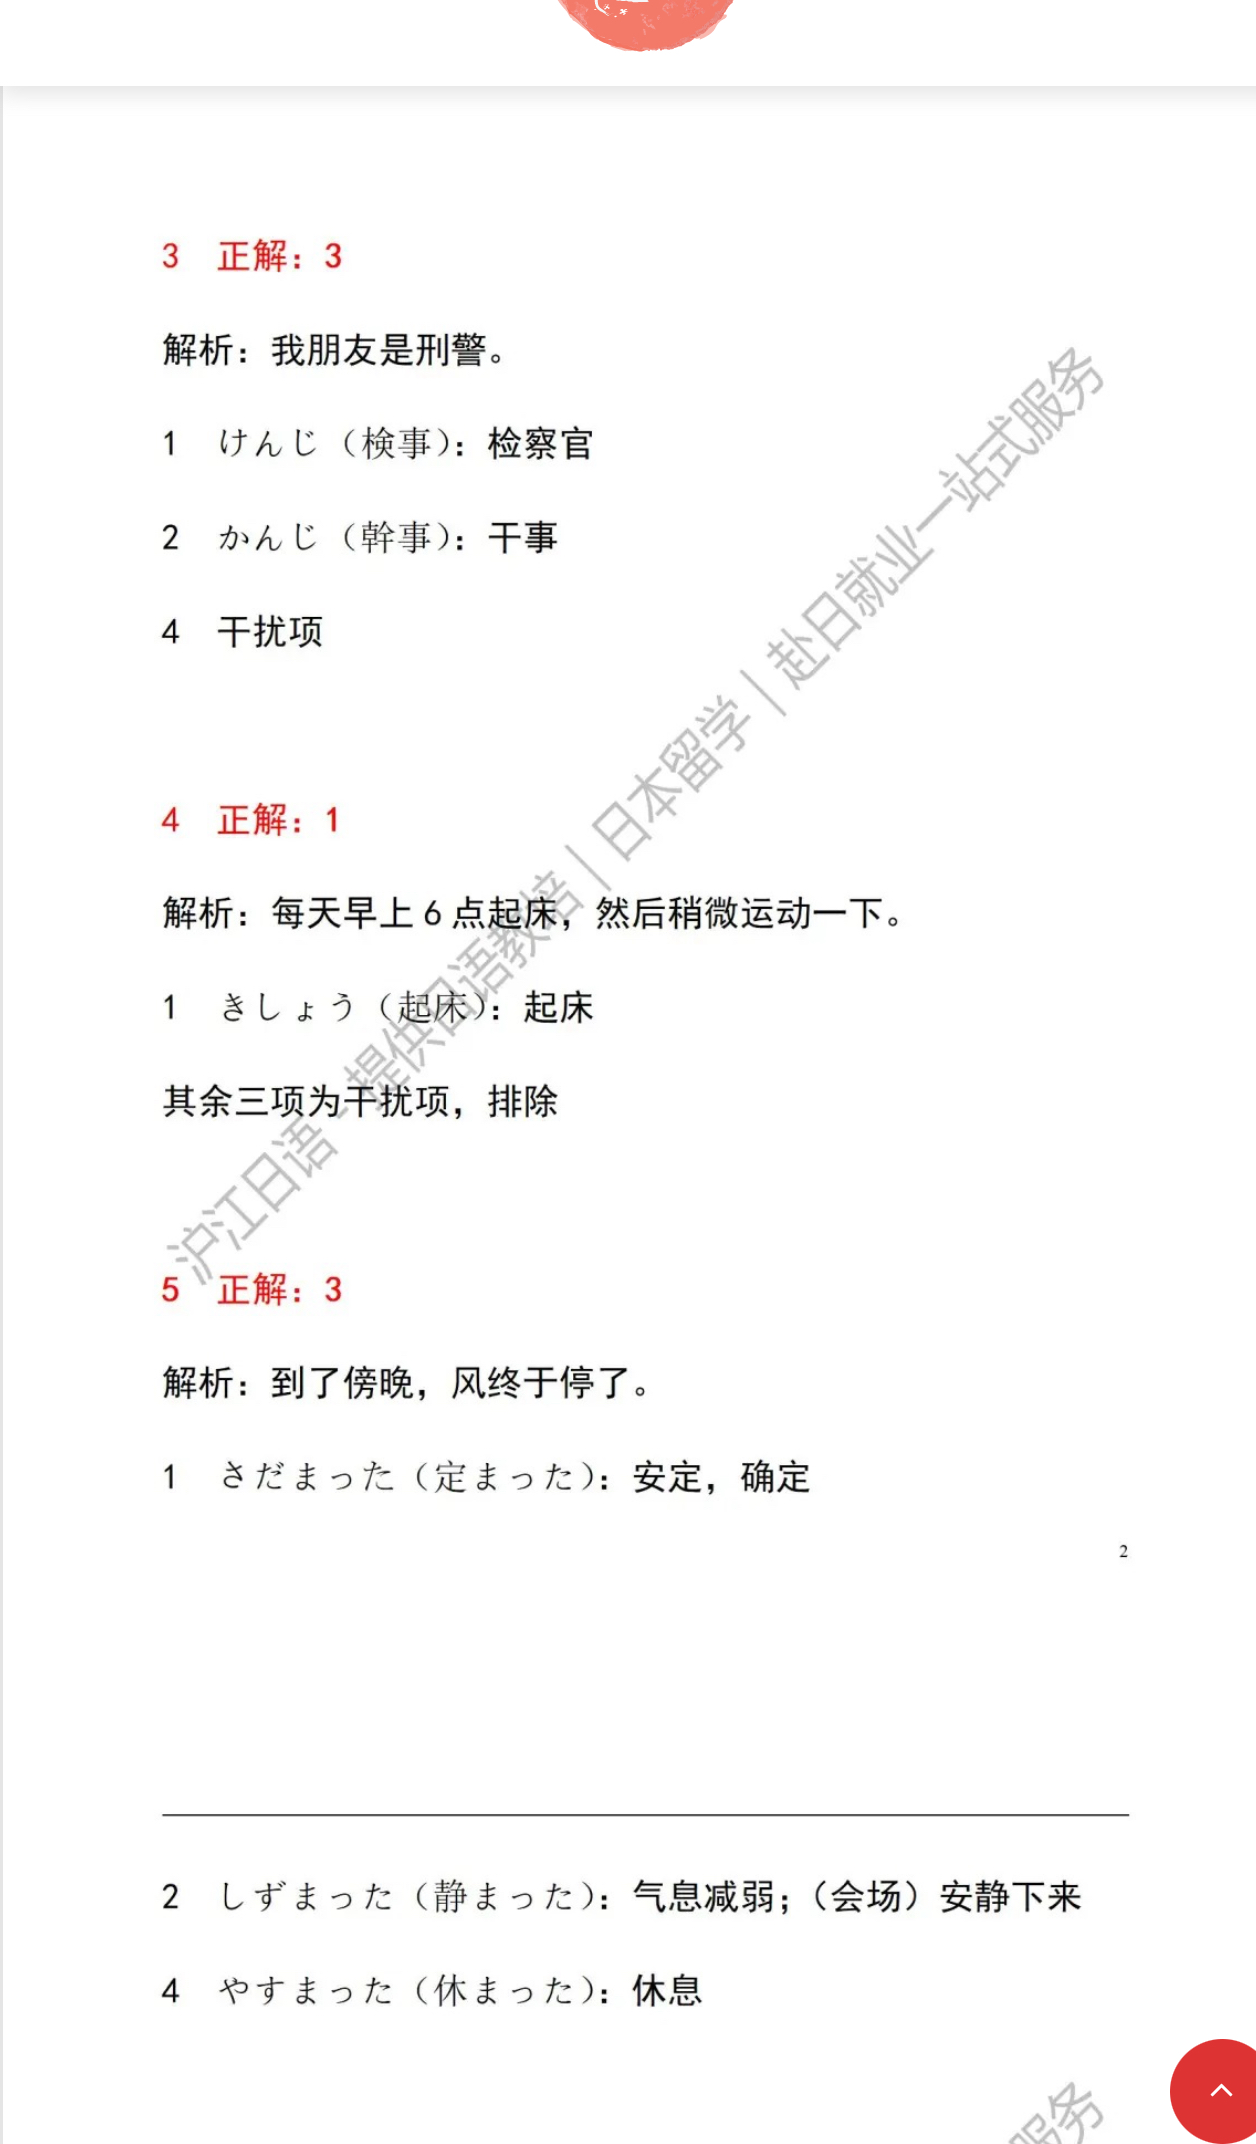 3 正解：3
解析：我朋友是刑警。
1 けんじ（検事）：检察官
2 かんじ（幹事）：干事
4 干扰项
4 正解：1
解析：每天早上 6 点起床，然后稍微运动一下。
1 きしょう（起床）：起床
其余三项为干扰项，排除
沪江日语-提供日语教培｜日本留学｜赴日就业一站式服务
5 正解：3
解析：到了傍晚，风终于停了。
1 さだまった（定まった）：安定，确定
2
2 しずまった（静まった）：气息减弱；（会场）安静下来
4 やすまった（休まった）：休息
服务